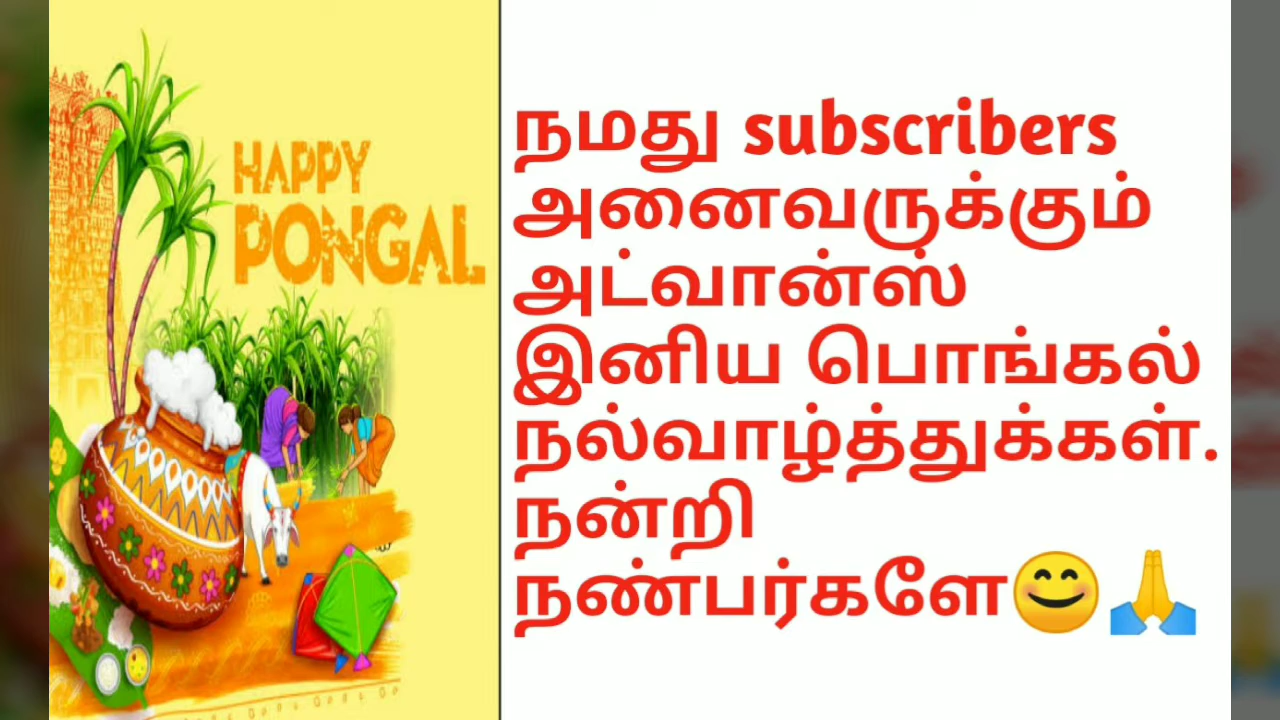 HAPPY
PONGAL
நமது subscribers
அனைவருக்கும்
அட்வான்ஸ்
இனிய பொங்கல்
நல்வாழ்த்துக்கள்.
நன்றி
நண்பர்களே😊🙏